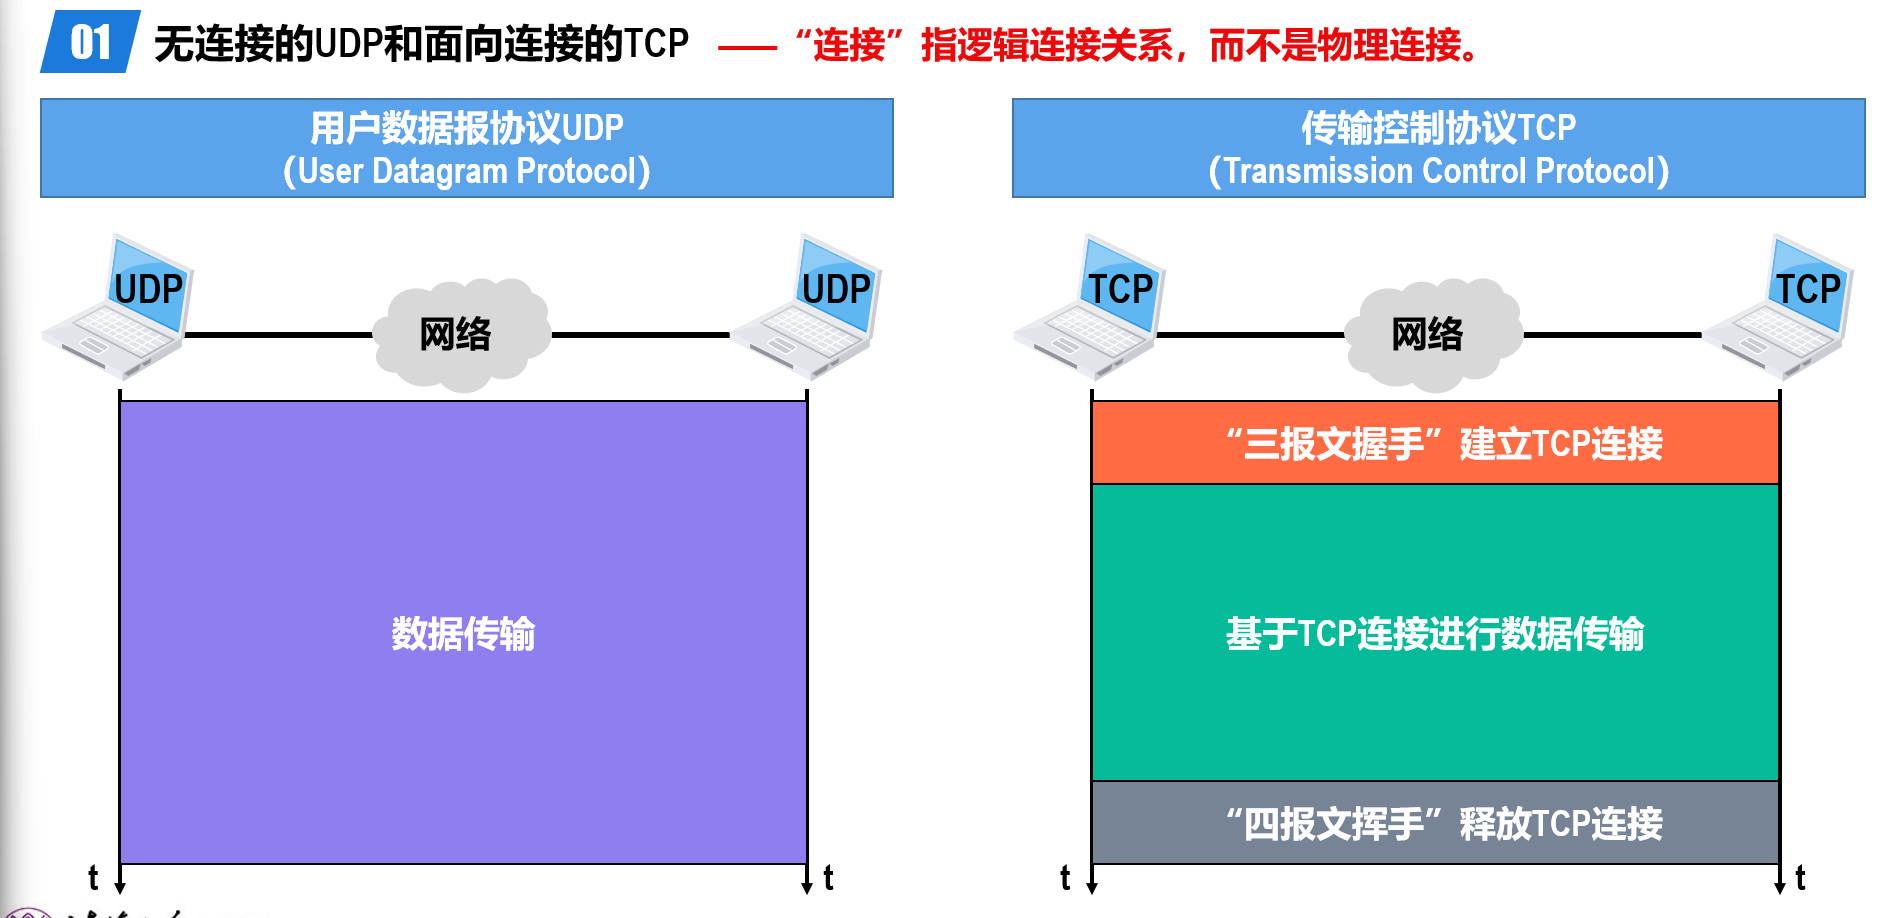 01 无连接的UDP和面向连接的TCP ——“连接”指逻辑连接关系，而不是物理连接。
用户数据报协议UDP
（User Datagram Protocol）
UDP
网络
UDP
数据传输
t
t
传输控制协议TCP
（Transmission Control Protocol）
TCP
网络
TCP
“三报文握手”建立TCP连接
基于TCP连接进行数据传输
“四报文挥手”释放TCP连接
t
t